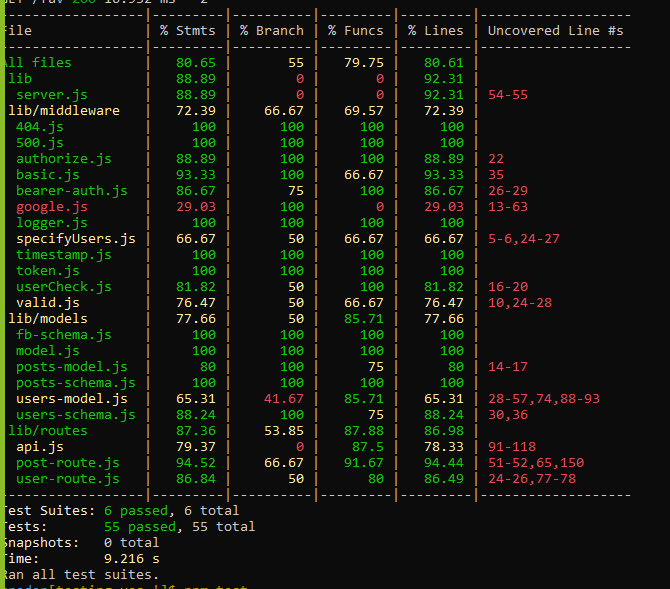 GET /fav 200 18.952 ms - 2
-------------------|---------|----------|---------|---------|-------------------
File | % Stmts | % Branch | % Funcs | % Lines | Uncovered Line #s
-------------------|---------|----------|---------|---------|-------------------
All files | 80.65 | 55 | 79.75 | 80.61 |
lib | 88.89 | 0 | 0 | 92.31 |
server.js | 88.89 | 0 | 0 | 92.31 | 54-55
lib/middleware | 72.39 | 66.67 | 69.57 | 72.39 |
404.js | 100 | 100 | 100 | 100 |
500.js | 100 | 100 | 100 | 100 |
authorize.js | 88.89 | 100 | 100 | 88.89 | 22
basic.js | 93.33 | 100 | 66.67 | 93.33 | 35
bearer-auth.js | 86.67 | 75 | 100 | 86.67 | 26-29
google.js | 29.03 | 100 | 0 | 29.03 | 13-63
logger.js | 100 | 100 | 100 | 100 |
specifyUsers.js | 66.67 | 50 | 66.67 | 66.67 | 5-6,24-27
timestamp.js | 100 | 100 | 100 | 100 |
token.js | 100 | 100 | 100 | 100 |
userCheck.js | 81.82 | 50 | 100 | 81.82 | 16-20
valid.js | 76.47 | 50 | 66.67 | 76.47 | 10,24-28
lib/models | 77.66 | 50 | 85.71 | 77.66 |
fb-schema.js | 100 | 100 | 100 | 100 |
model.js | 100 | 100 | 100 | 100 |
posts-model.js | 80 | 100 | 75 | 80 | 14-17
posts-schema.js | 100 | 100 | 100 | 100 |
users-model.js | 65.31 | 41.67 | 85.71 | 65.31 | 28-57,74,88-93
users-schema.js | 88.24 | 100 | 75 | 88.24 | 30,36
lib/routes | 87.36 | 53.85 | 87.88 | 86.98 |
api.js | 79.37 | 0 | 87.5 | 78.33 | 91-118
post-route.js | 94.52 | 66.67 | 91.67 | 94.44 | 51-52,65,150
user-route.js | 86.84 | 50 | 80 | 86.49 | 24-26,77-78
-------------------|---------|----------|---------|---------|-------------------
Test Suites: 6 passed, 6 total
Tests: 55 passed, 55 total
Snapshots: 0 total
Time: 9.216 s
Ran all test suites.